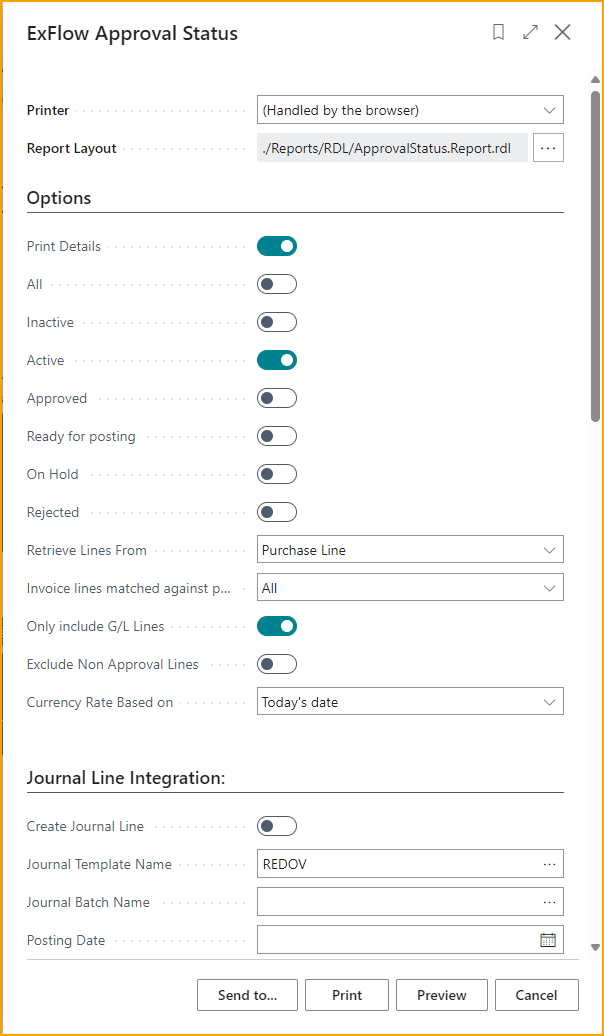 ExFlow Approval Status
Printer (Handled by the browser)
Report Layout ./Reports/RDL/ApprovalStatus.Report.rdl ...
Options
Print Details
All
Inactive
Active
Approved
Ready for posting
On Hold
Rejected
Retrieve Lines From Purchase Line
Invoice lines matched against p... All
Only include G/L Lines
Exclude Non Approval Lines
Currency Rate Based on Today's date
Journal Line Integration:
Create Journal Line
Journal Template Name REDOV ...
Journal Batch Name ...
Posting Date
Send to... Print Preview Cancel